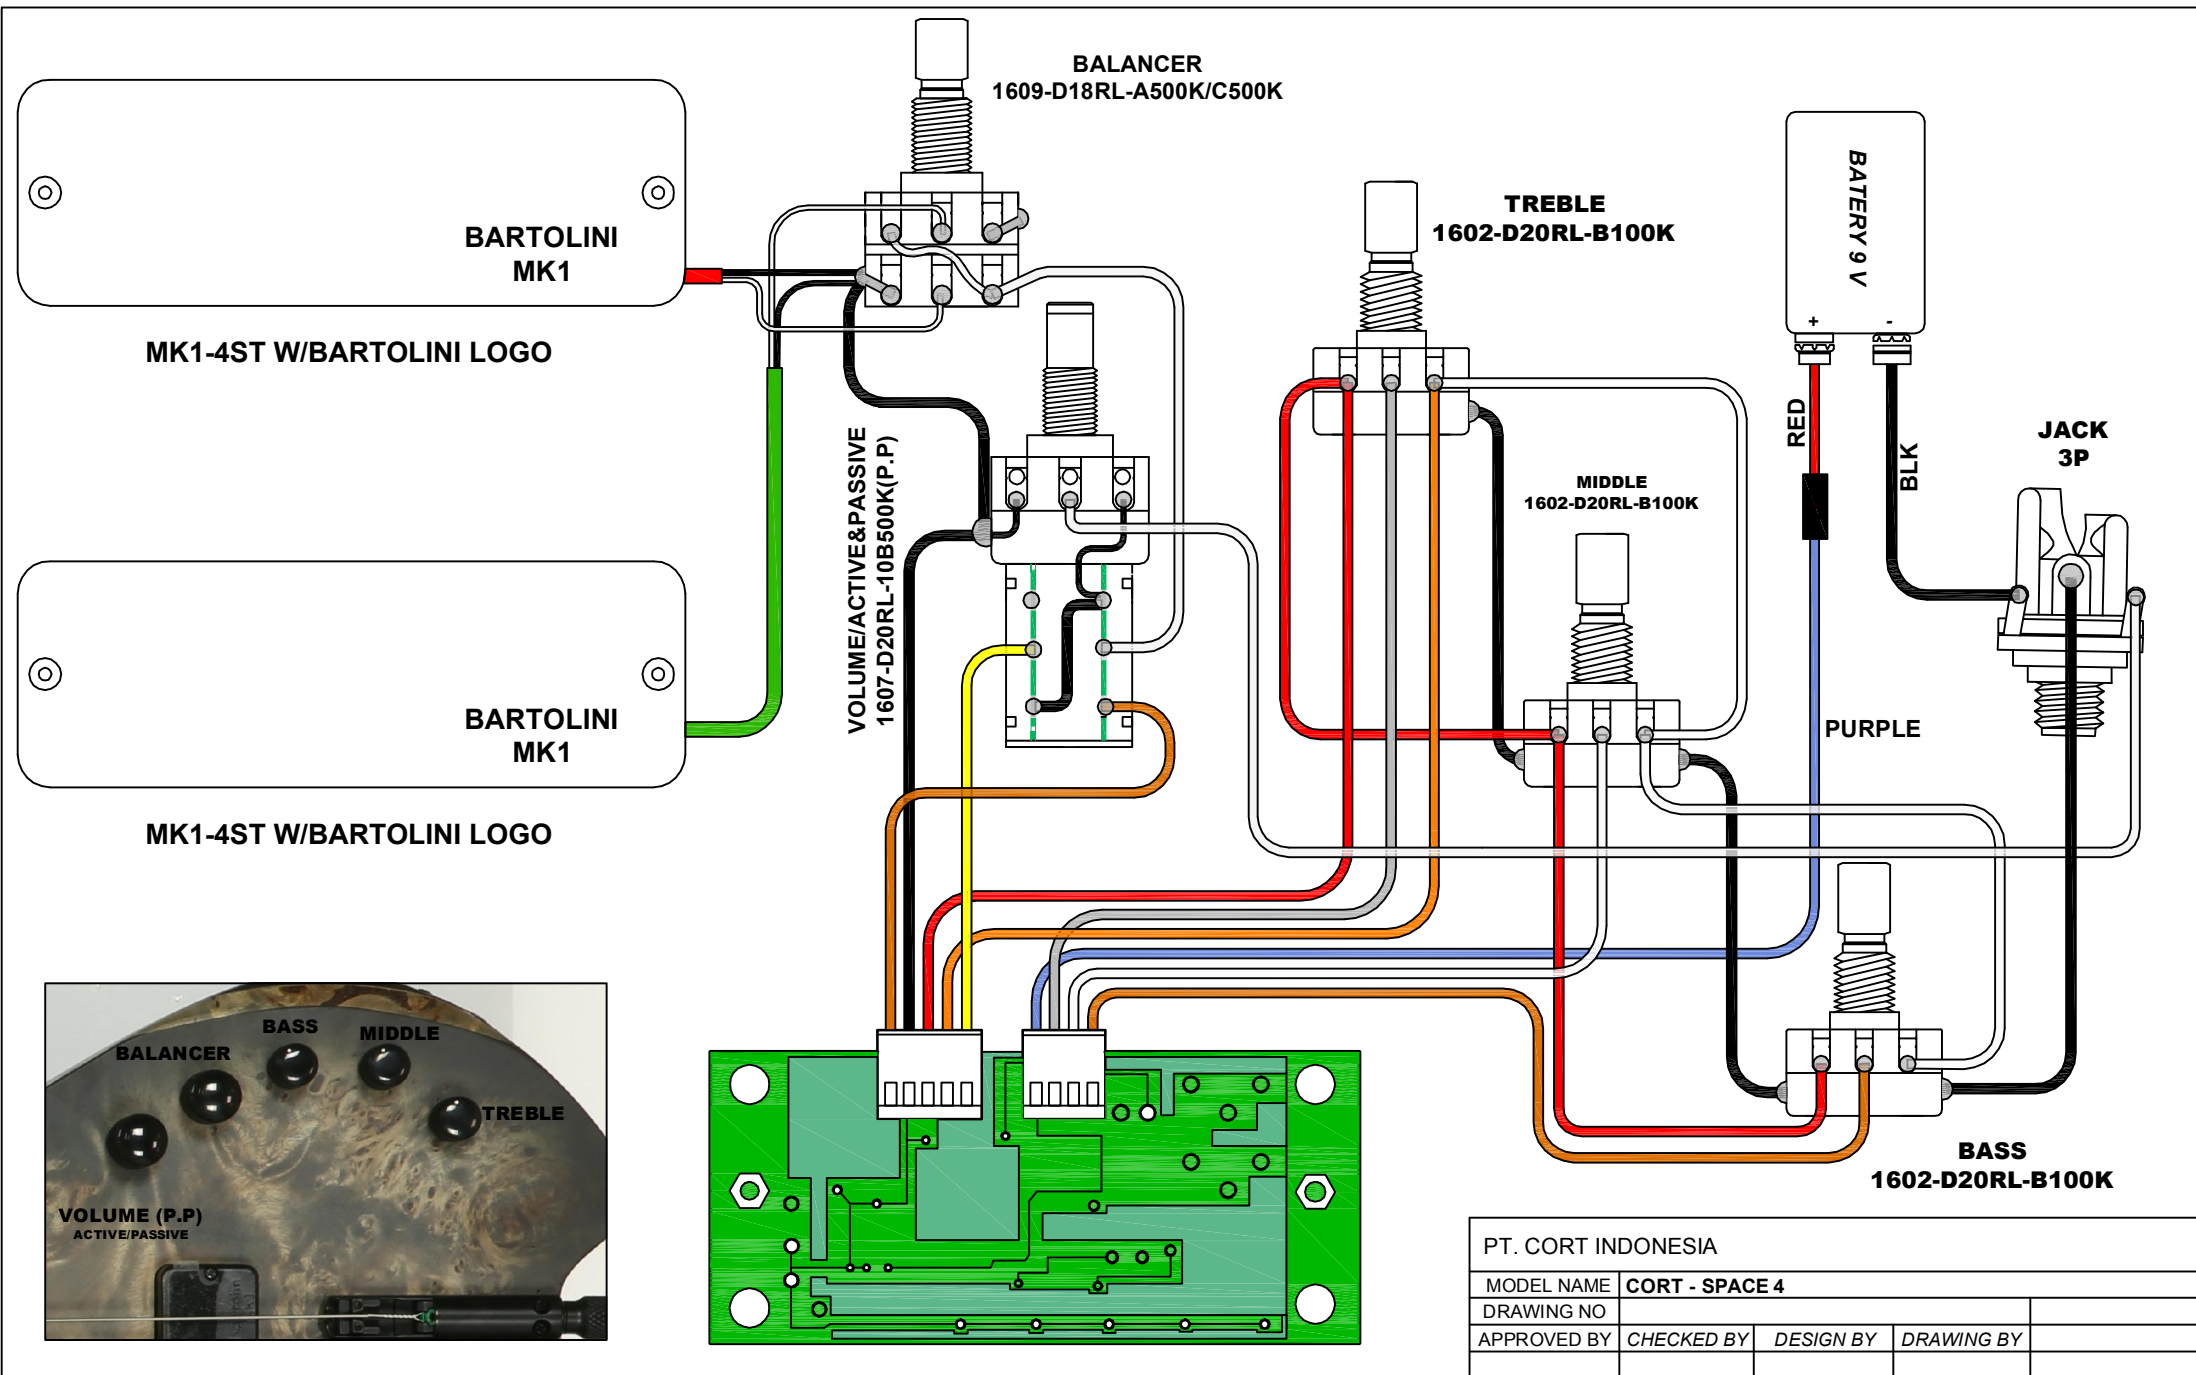 BALANCER
1609-D18RL-A500K/C500K
BARTOLINI
MK1
MK1-4ST W/BARTOLINI LOGO
TREBLE
1602-D20RL-B100K
BATERY 9 V
+ -
RED
BLK
JACK
3P
VOLUME/ACTIVE&PASSIVE
1607-D20RL-10B500K(P.P)
MIDDLE
1602-D20RL-B100K
BARTOLINI
MK1
MK1-4ST W/BARTOLINI LOGO
PURPLE
BASS
1602-D20RL-B100K
BASS
MIDDLE
BALANCER
TREBLE
VOLUME (P.P)
ACTIVE/PASSIVE
PT. CORT INDONESIA
MODEL NAME CORT - SPACE 4
DRAWING NO
APPROVED BY CHECKED BY DESIGN BY DRAWING BY